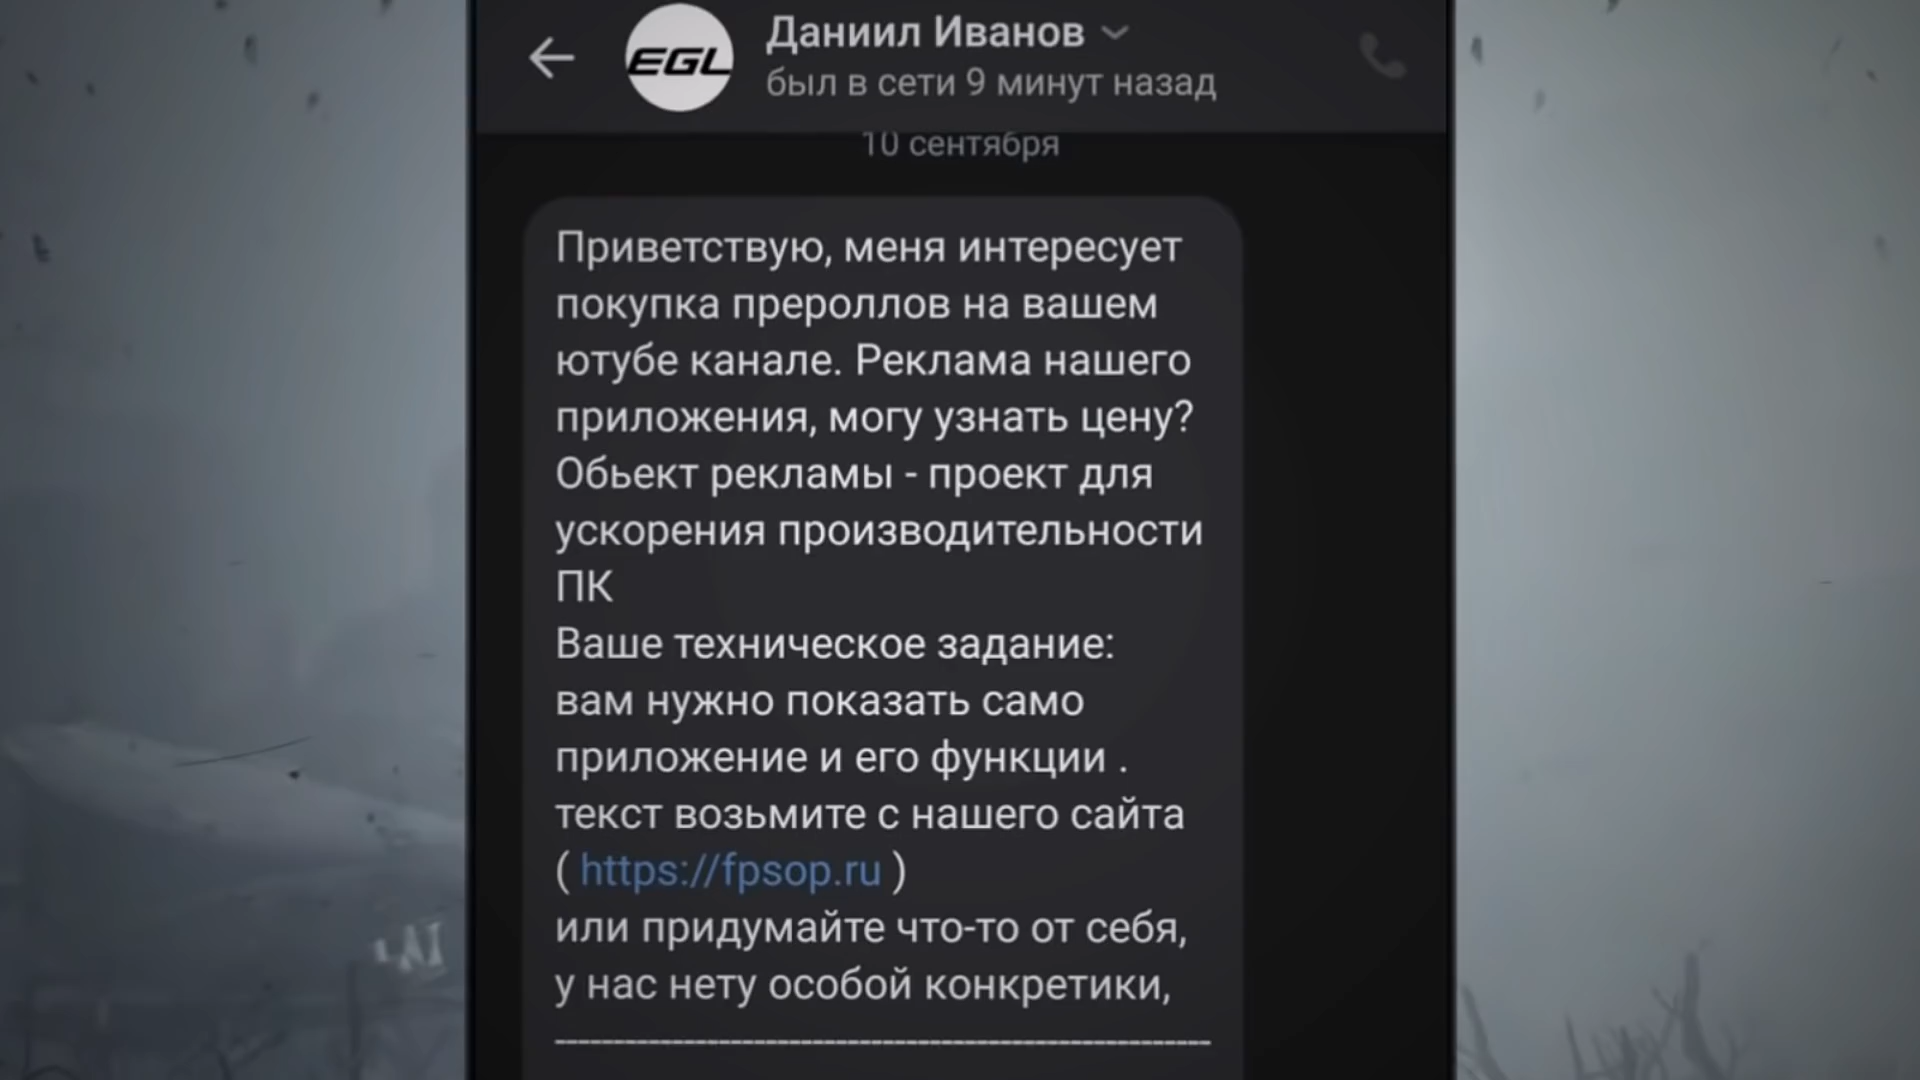 EGL
Даниил Иванов
был в сети 9 минут назад
10 сентября
Приветствую, меня интересует
покупка прероллов на вашем
ютубе канале. Реклама нашего
приложения, могу узнать цену?
Обьект рекламы - проект для
ускорения производительности
ПК
Ваше техническое задание:
вам нужно показать само
приложение и его функции .
текст возьмите с нашего сайта
( https://fpsop.ru )
или придумайте что-то от себя,
у нас нету особой конкретики,